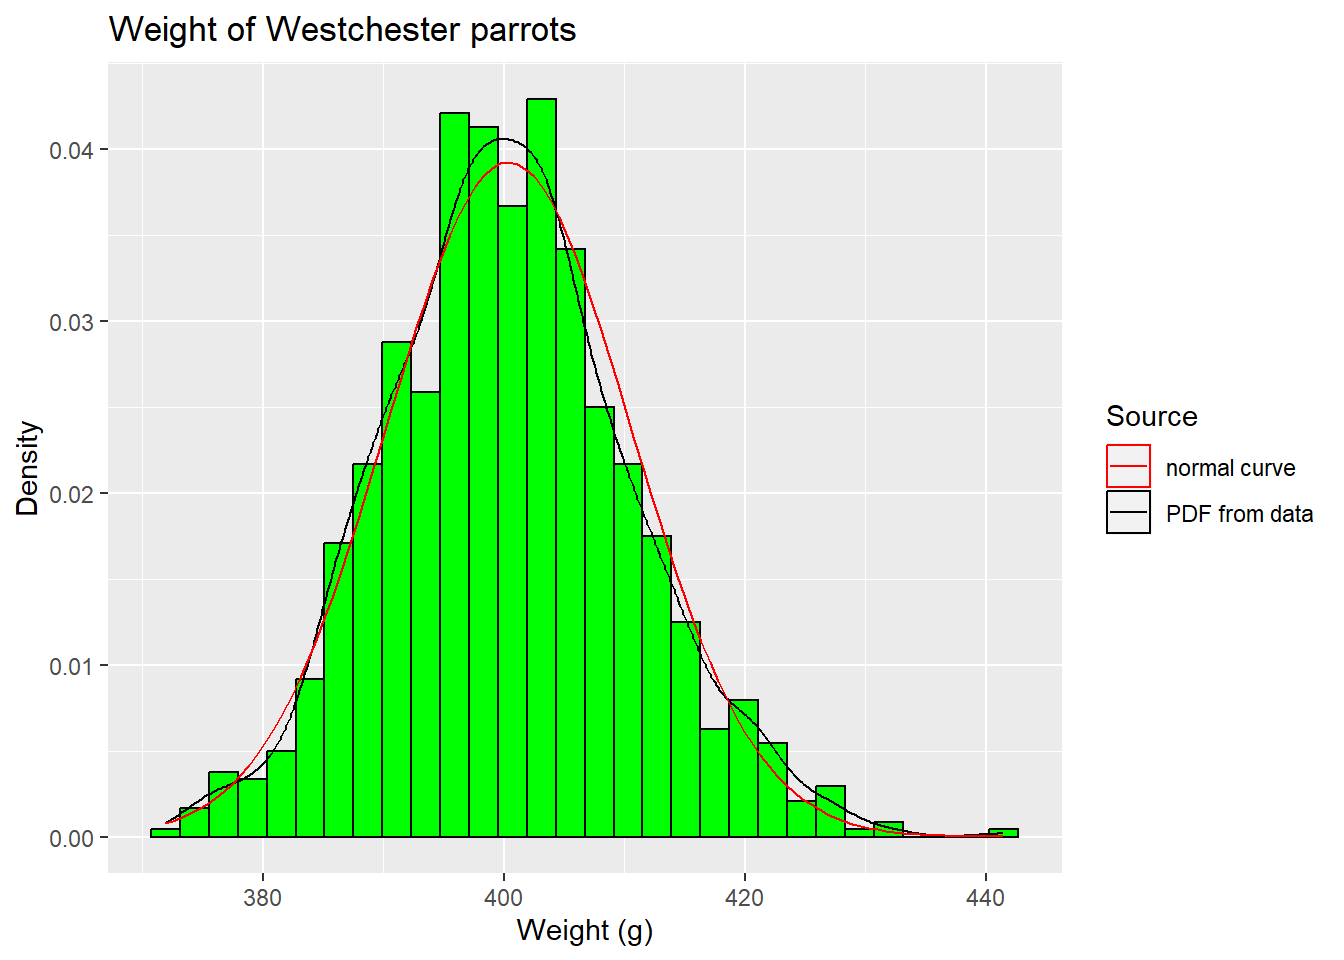 Weight of Westchester parrots
0.04
0.03
0.02
0.01
0.00
Density
380 400 420 440
Weight (g)
Source
normal curve
PDF from data